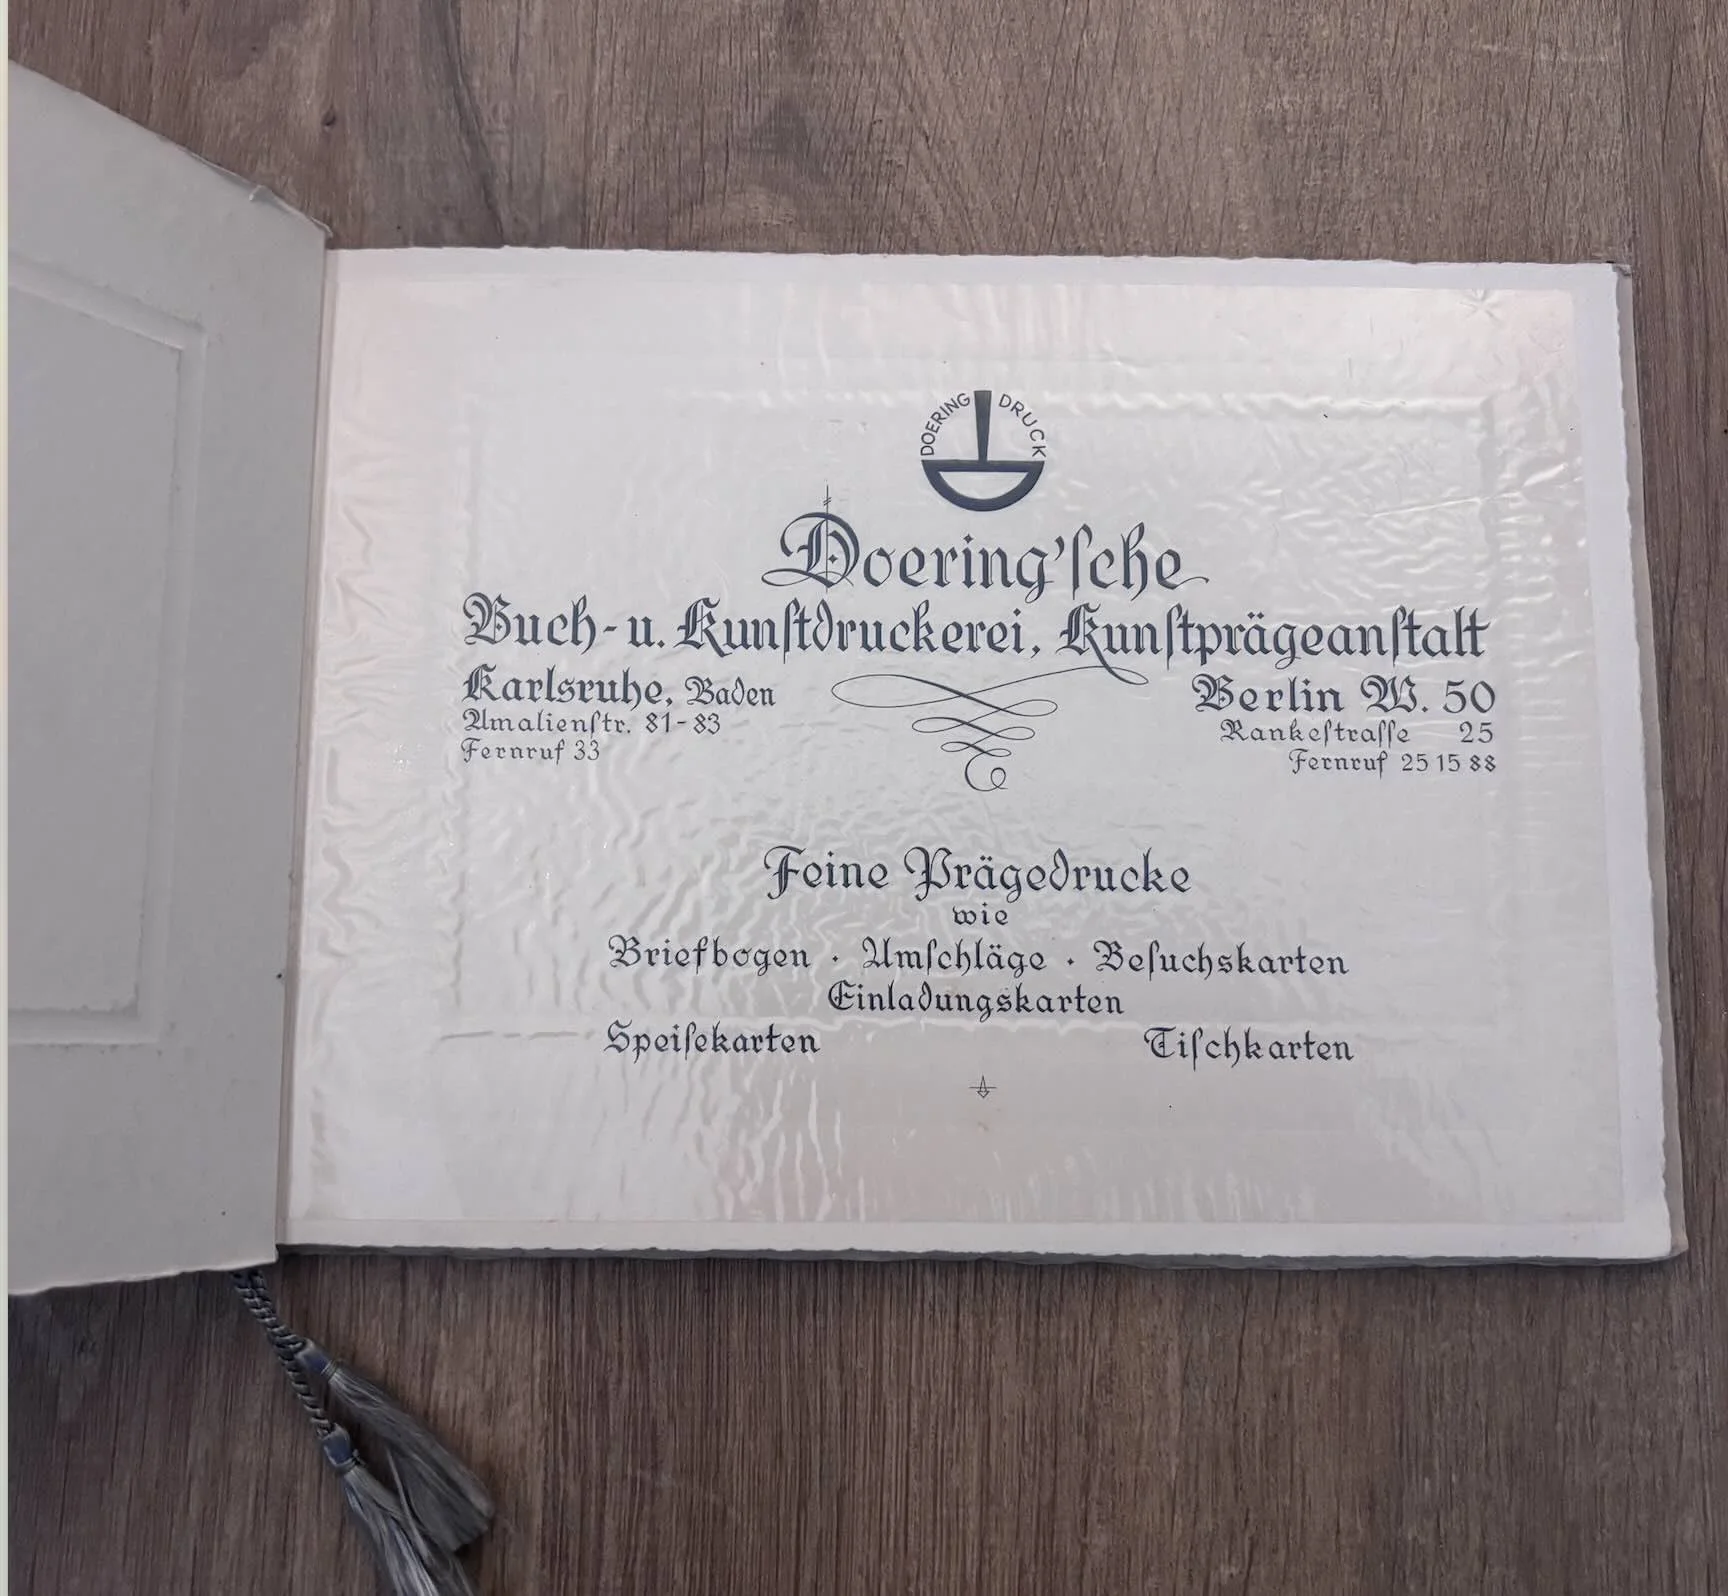 DOERING DRUCK
Doering'ſche
Buch- u. Kunſtdruckerei, Kunſtprägeanſtalt
Karlsruhe, Baden
Amalienſtr. 81-83
Fernruf 33
Berlin W. 50
Rankeſtraſſe 25
Fernruf 25 15 88
Feine Prägedrucke
wie
Briefbogen · Umſchläge · Beſuchskarten
Einladungskarten
Speiſekarten Tiſchkarten